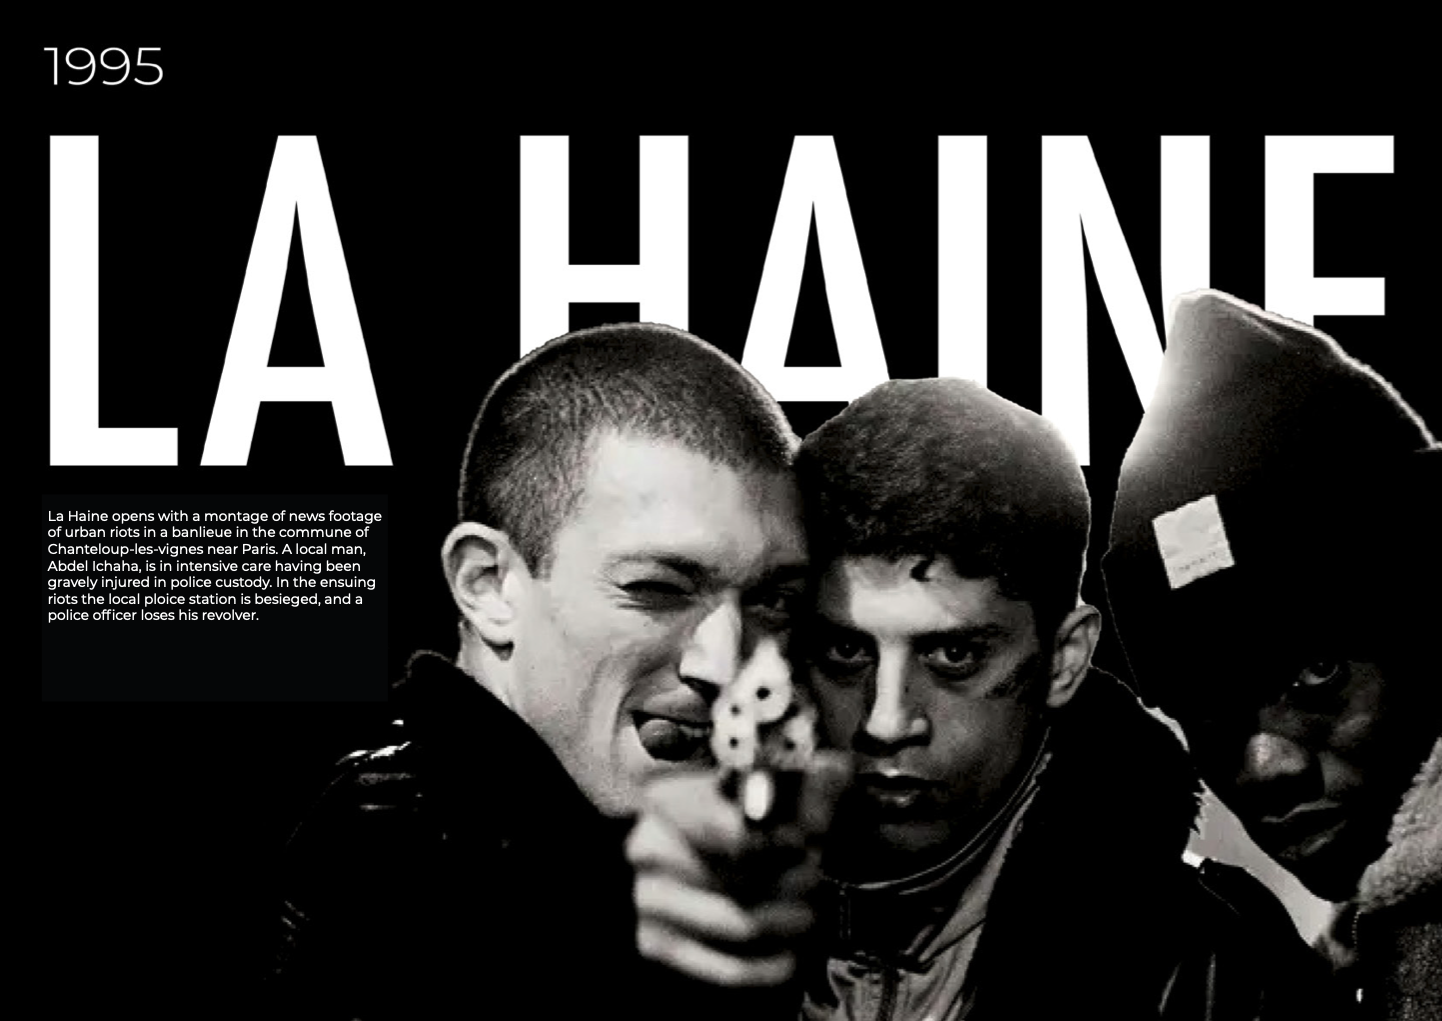 1995
LA HAINE
La Haine opens with a montage of news footage
of urban riots in a banlieue in the commune of
Chanteloup-les-vignes near Paris. A local man,
Abdel Ichaha, is in intensive care having been
gravely injured in police custody. In the ensuing
riots the local ploice station is besieged, and a
police officer loses his revolver.